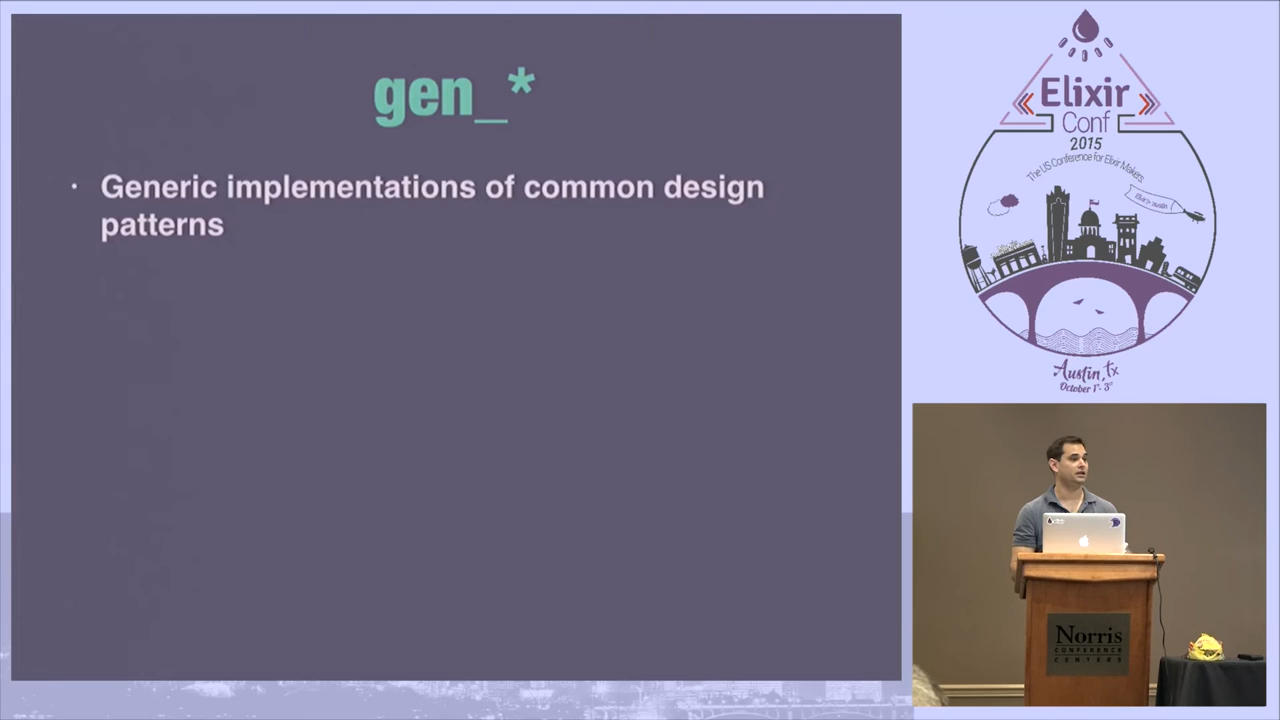 gen_*
· Generic implementations of common design
patterns
Elixir
Conf
2015
The US Conference for Elixir Makers
Austin, Tx
October 1st - 3rd
Norris
CONFERENCE
CENTERS